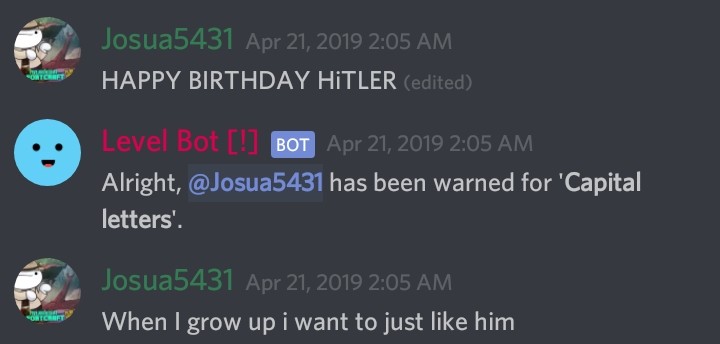 Josua5431 Apr 21, 2019 2:05 AM
HAPPY BIRTHDAY HiTLER (edited)
Level Bot [!] BOT Apr 21, 2019 2:05 AM
Alright, @Josua5431 has been warned for 'Capital
letters'.
Josua5431 Apr 21, 2019 2:05 AM
When I grow up i want to just like him